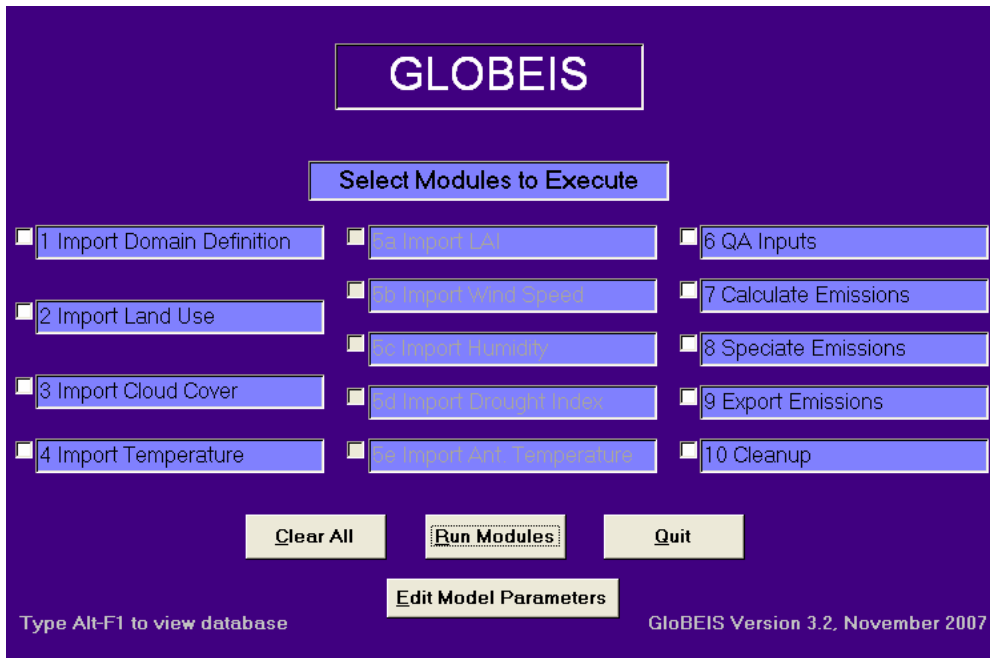 GLOBEIS
Select Modules to Execute
1 Import Domain Definition
2 Import Land Use
3 Import Cloud Cover
4 Import Temperature
5a Import LAI
5b Import Wind Speed
5c Import Humidity
5d Import Drought Index
5e Import Ant. Temperature
6 QA Inputs
7 Calculate Emissions
8 Speciate Emissions
9 Export Emissions
10 Cleanup
Clear All
Run Modules
Quit
Edit Model Parameters
Type Alt-F1 to view database
GloBEIS Version 3.2, November 2007